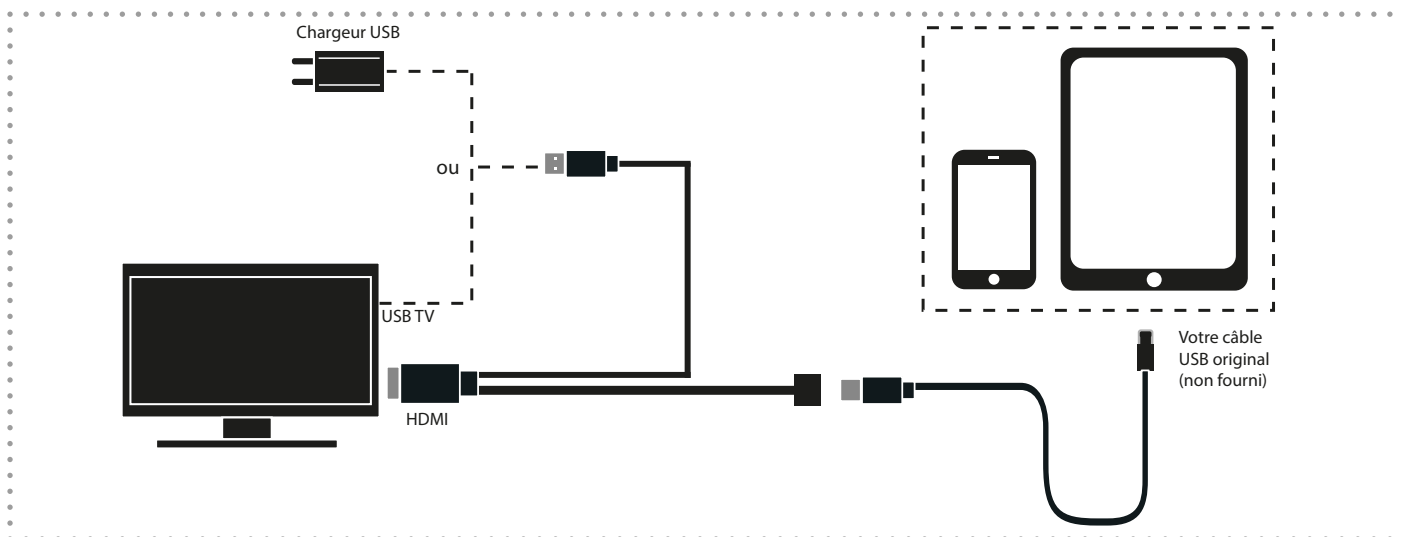 Chargeur USB
ou
USB TV
HDMI
Votre câble
USB original
(non fourni)